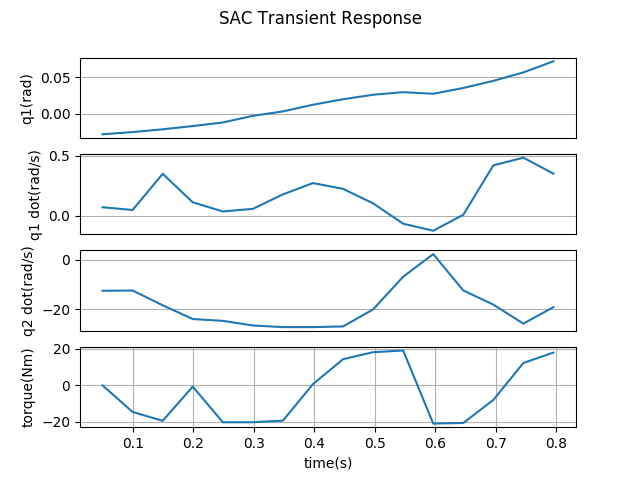 SAC Transient Response
q1(rad)
0.05
0.00
q1 dot(rad/s)
0.5
0.0
q2 dot(rad/s)
0
−20
torque(Nm)
20
0
−20
0.1 0.2 0.3 0.4 0.5 0.6 0.7 0.8
time(s)